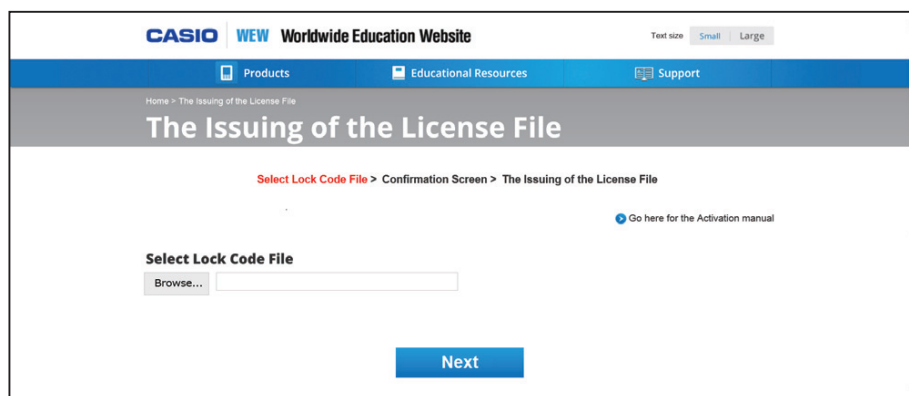 CASIO WEW Worldwide Education Website
Text size Small Large
Products Educational Resources Support
Home > The Issuing of the License File
The Issuing of the License File
Select Lock Code File > Confirmation Screen > The Issuing of the License File
Go here for the Activation manual
Select Lock Code File
Browse...
Next